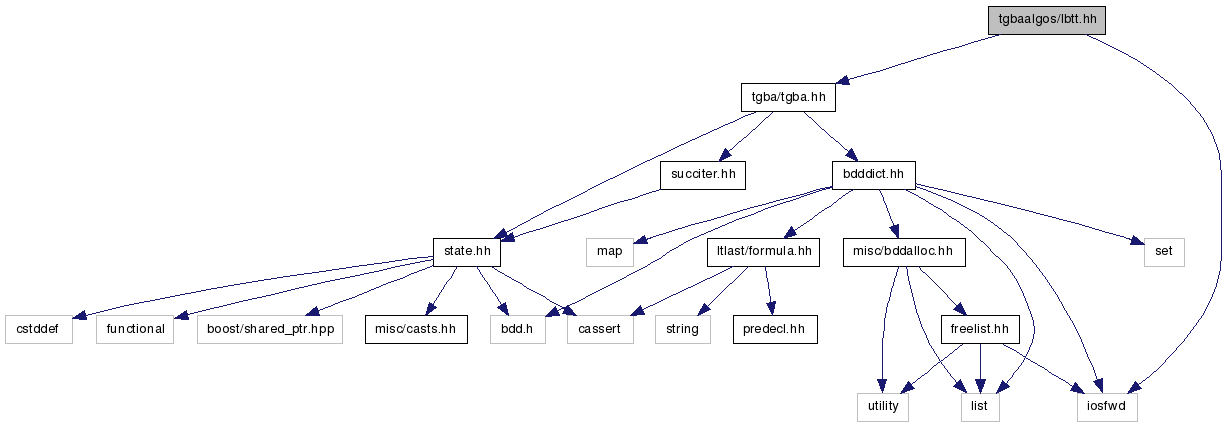 tgbaalgos/lbtt.hh
tgba/tgba.hh
succiter.hh
bdddict.hh
state.hh
map
ltlast/formula.hh
misc/bddalloc.hh
set
cstddef
functional
boost/shared_ptr.hpp
misc/casts.hh
bdd.h
cassert
string
predecl.hh
freelist.hh
utility
list
iosfwd